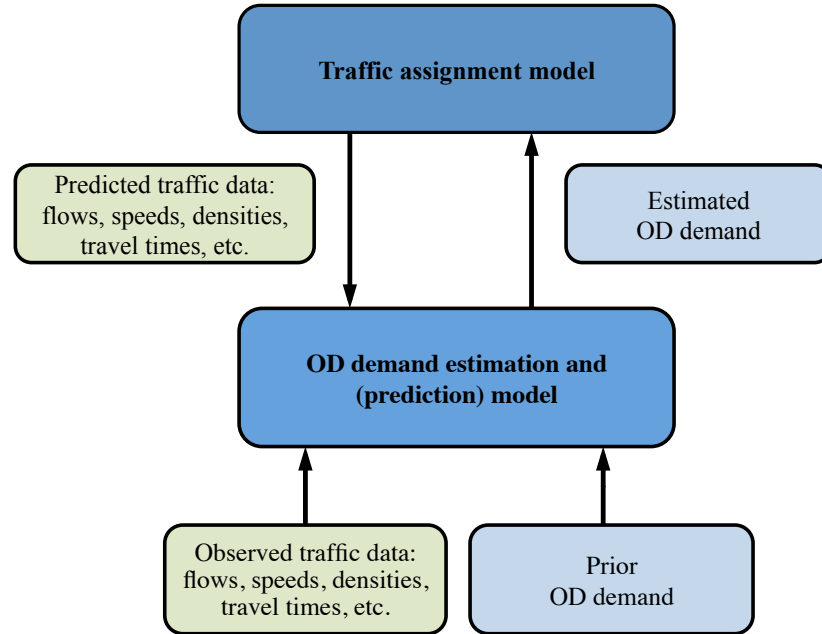 Traffic assignment model
Predicted traffic data:
flows, speeds, densities,
travel times, etc.
Estimated
OD demand
OD demand estimation and
(prediction) model
Observed traffic data:
flows, speeds, densities,
travel times, etc.
Prior
OD demand